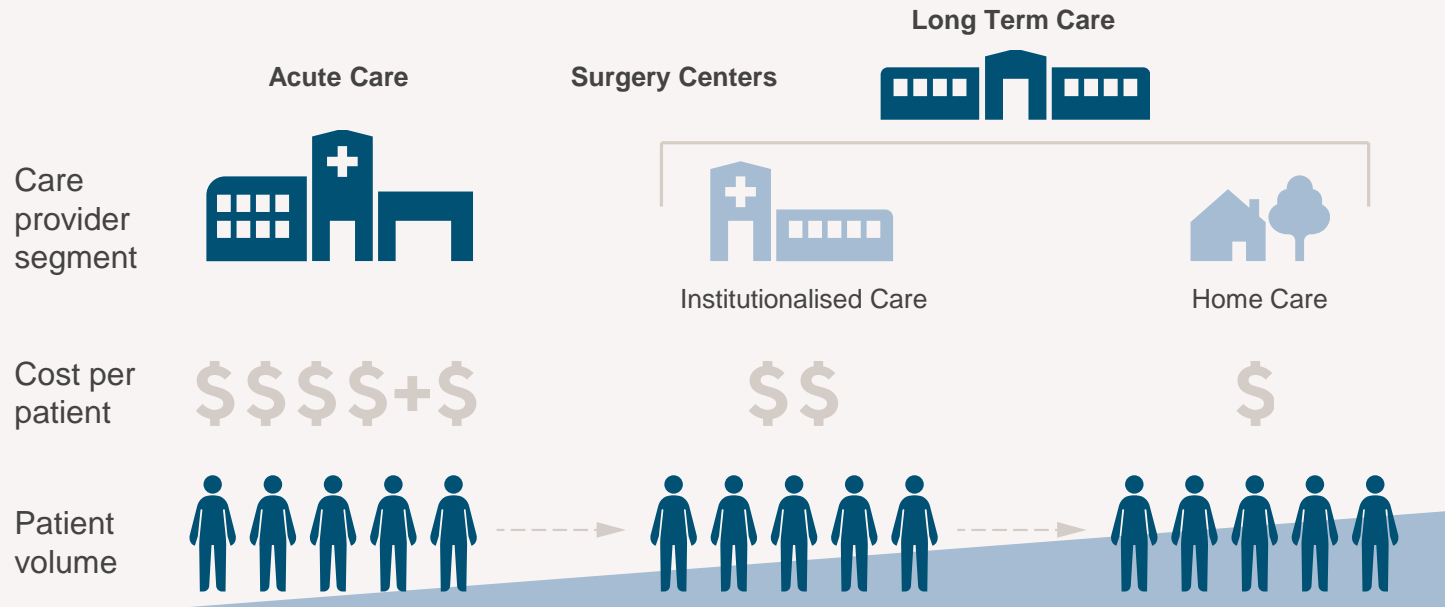 Long Term Care
Acute Care
Surgery Centers
Care
provider
segment
Institutionalised Care
Home Care
Cost per
patient
$$$$+$
$$
$
Patient
volume